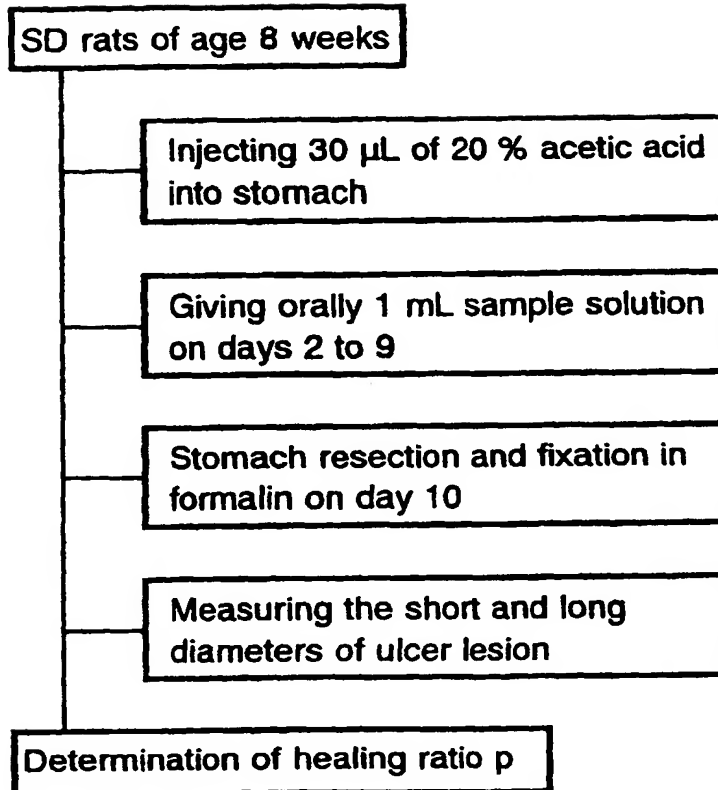 SD rats of age 8 weeks
Injecting 30 µL of 20 % acetic acid
into stomach
Giving orally 1 mL sample solution
on days 2 to 9
Stomach resection and fixation in
formalin on day 10
Measuring the short and long
diameters of ulcer lesion
Determination of healing ratio p